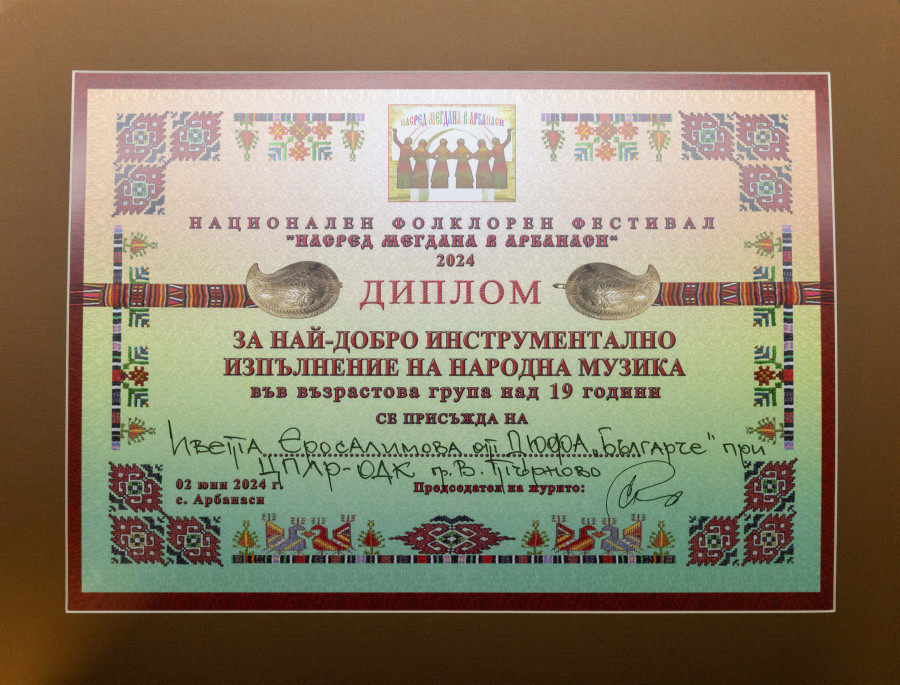 НАСРЕД МЕГДАНА В АРБАНАСИ
НАЦИОНАЛЕН ФОЛКЛОРЕН ФЕСТИВАЛ
"НАСРЕД МЕГДАНА В АРБАНАСИ"
2024
ДИПЛОМ
ЗА НАЙ-ДОБРО ИНСТРУМЕНТАЛНО
ИЗПЪЛНЕНИЕ НА НАРОДНА МУЗИКА
във възрастова група над 19 години
СЕ ПРИСЪЖДА НА
Ивета Еросалимова от ДЮФА „Българче" при
ЦПЛР-ОДК гр. В. Търново
02 юни 2024 г.
с. Арбанаси
Председател на журито: